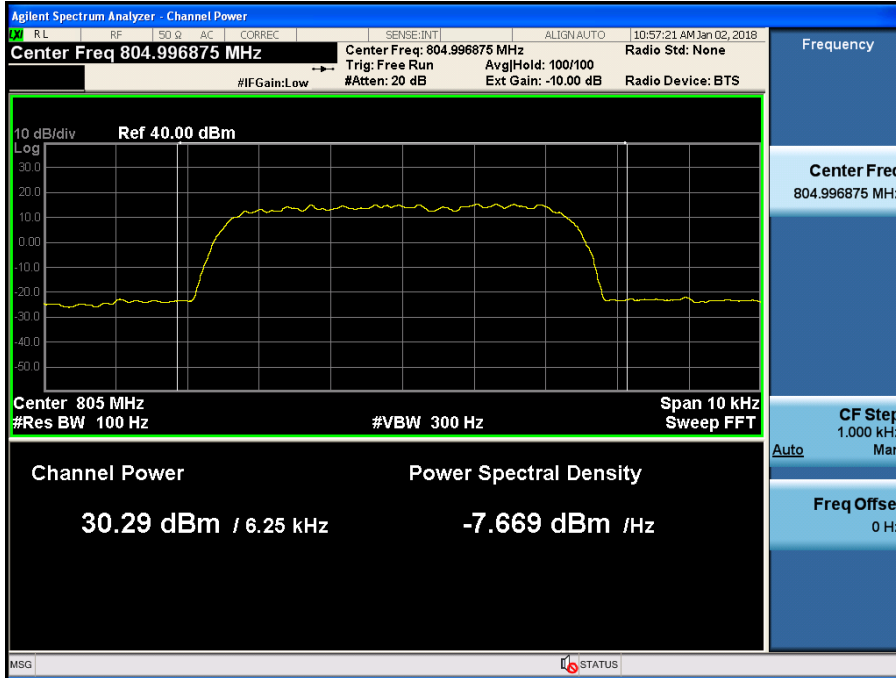 Agilent Spectrum Analyzer - Channel Power
LXI RL RF 50 Ω AC CORREC SENSE:INT ALIGN AUTO 10:57:21 AM Jan 02, 2018
Center Freq 804.996875 MHz
Center Freq: 804.996875 MHz Radio Std: None
Trig: Free Run Avg|Hold: 100/100
#IFGain:Low #Atten: 20 dB Ext Gain: -10.00 dB Radio Device: BTS
10 dB/div Ref 40.00 dBm
Log
30.0
20.0
10.0
0.00
-10.0
-20.0
-30.0
-40.0
-50.0
Center 805 MHz Span 10 kHz
#Res BW 100 Hz #VBW 300 Hz Sweep FFT
Channel Power Power Spectral Density
30.29 dBm / 6.25 kHz -7.669 dBm /Hz
MSG STATUS
Frequency
Center Freq
804.996875 MHz
CF Step
1.000 kHz
Auto Man
Freq Offse
0 Hz